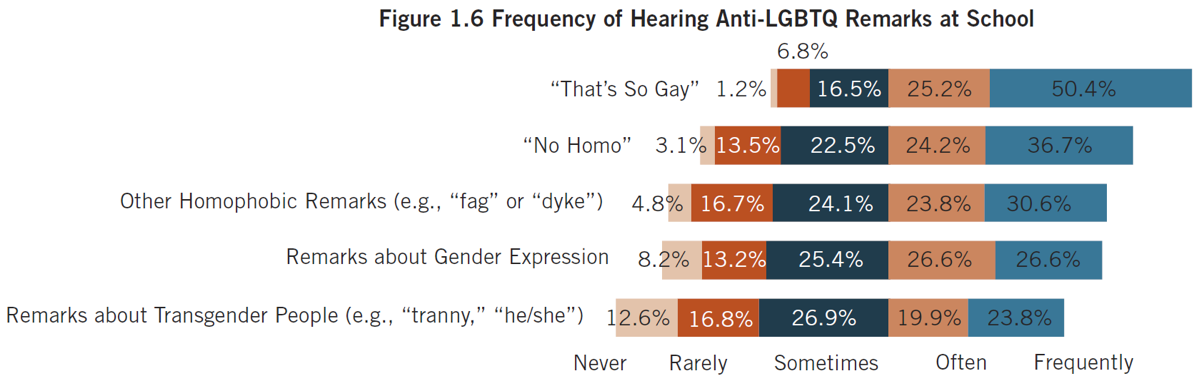 Figure 1.6 Frequency of Hearing Anti-LGBTQ Remarks at School
6.8%
“That’s So Gay” 1.2% 16.5% 25.2% 50.4%
“No Homo” 3.1% 13.5% 22.5% 24.2% 36.7%
Other Homophobic Remarks (e.g., “fag” or “dyke”) 4.8% 16.7% 24.1% 23.8% 30.6%
Remarks about Gender Expression 8.2% 13.2% 25.4% 26.6% 26.6%
Remarks about Transgender People (e.g., “tranny,” “he/she”) 12.6% 16.8% 26.9% 19.9% 23.8%
Never Rarely Sometimes Often Frequently